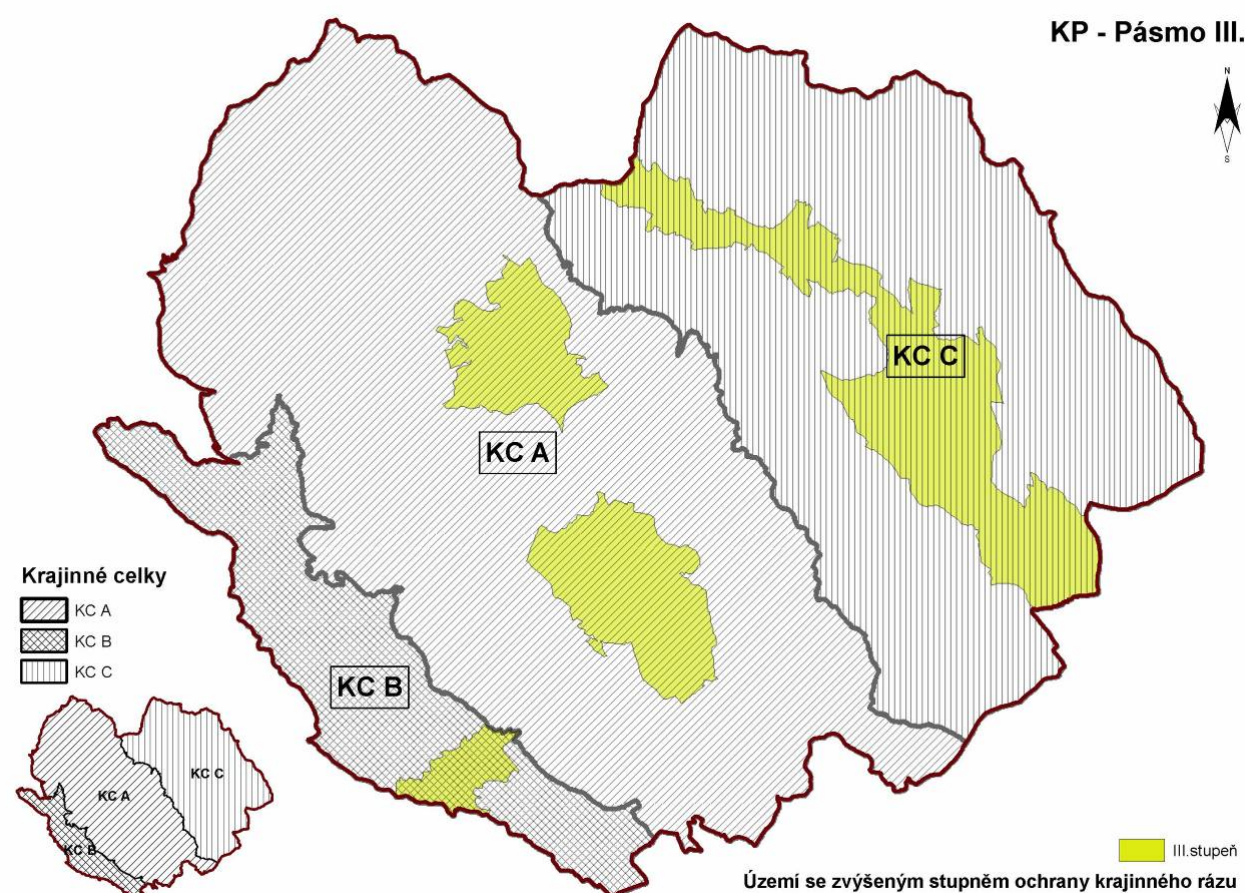 KP - Pásmo III.
N
S
KC C
KC A
KC B
Krajinné celky
KC A
KC B
KC C
KC C
KC A
KC B
III.stupeň
Území se zvýšeným stupněm ochrany krajinného rázu